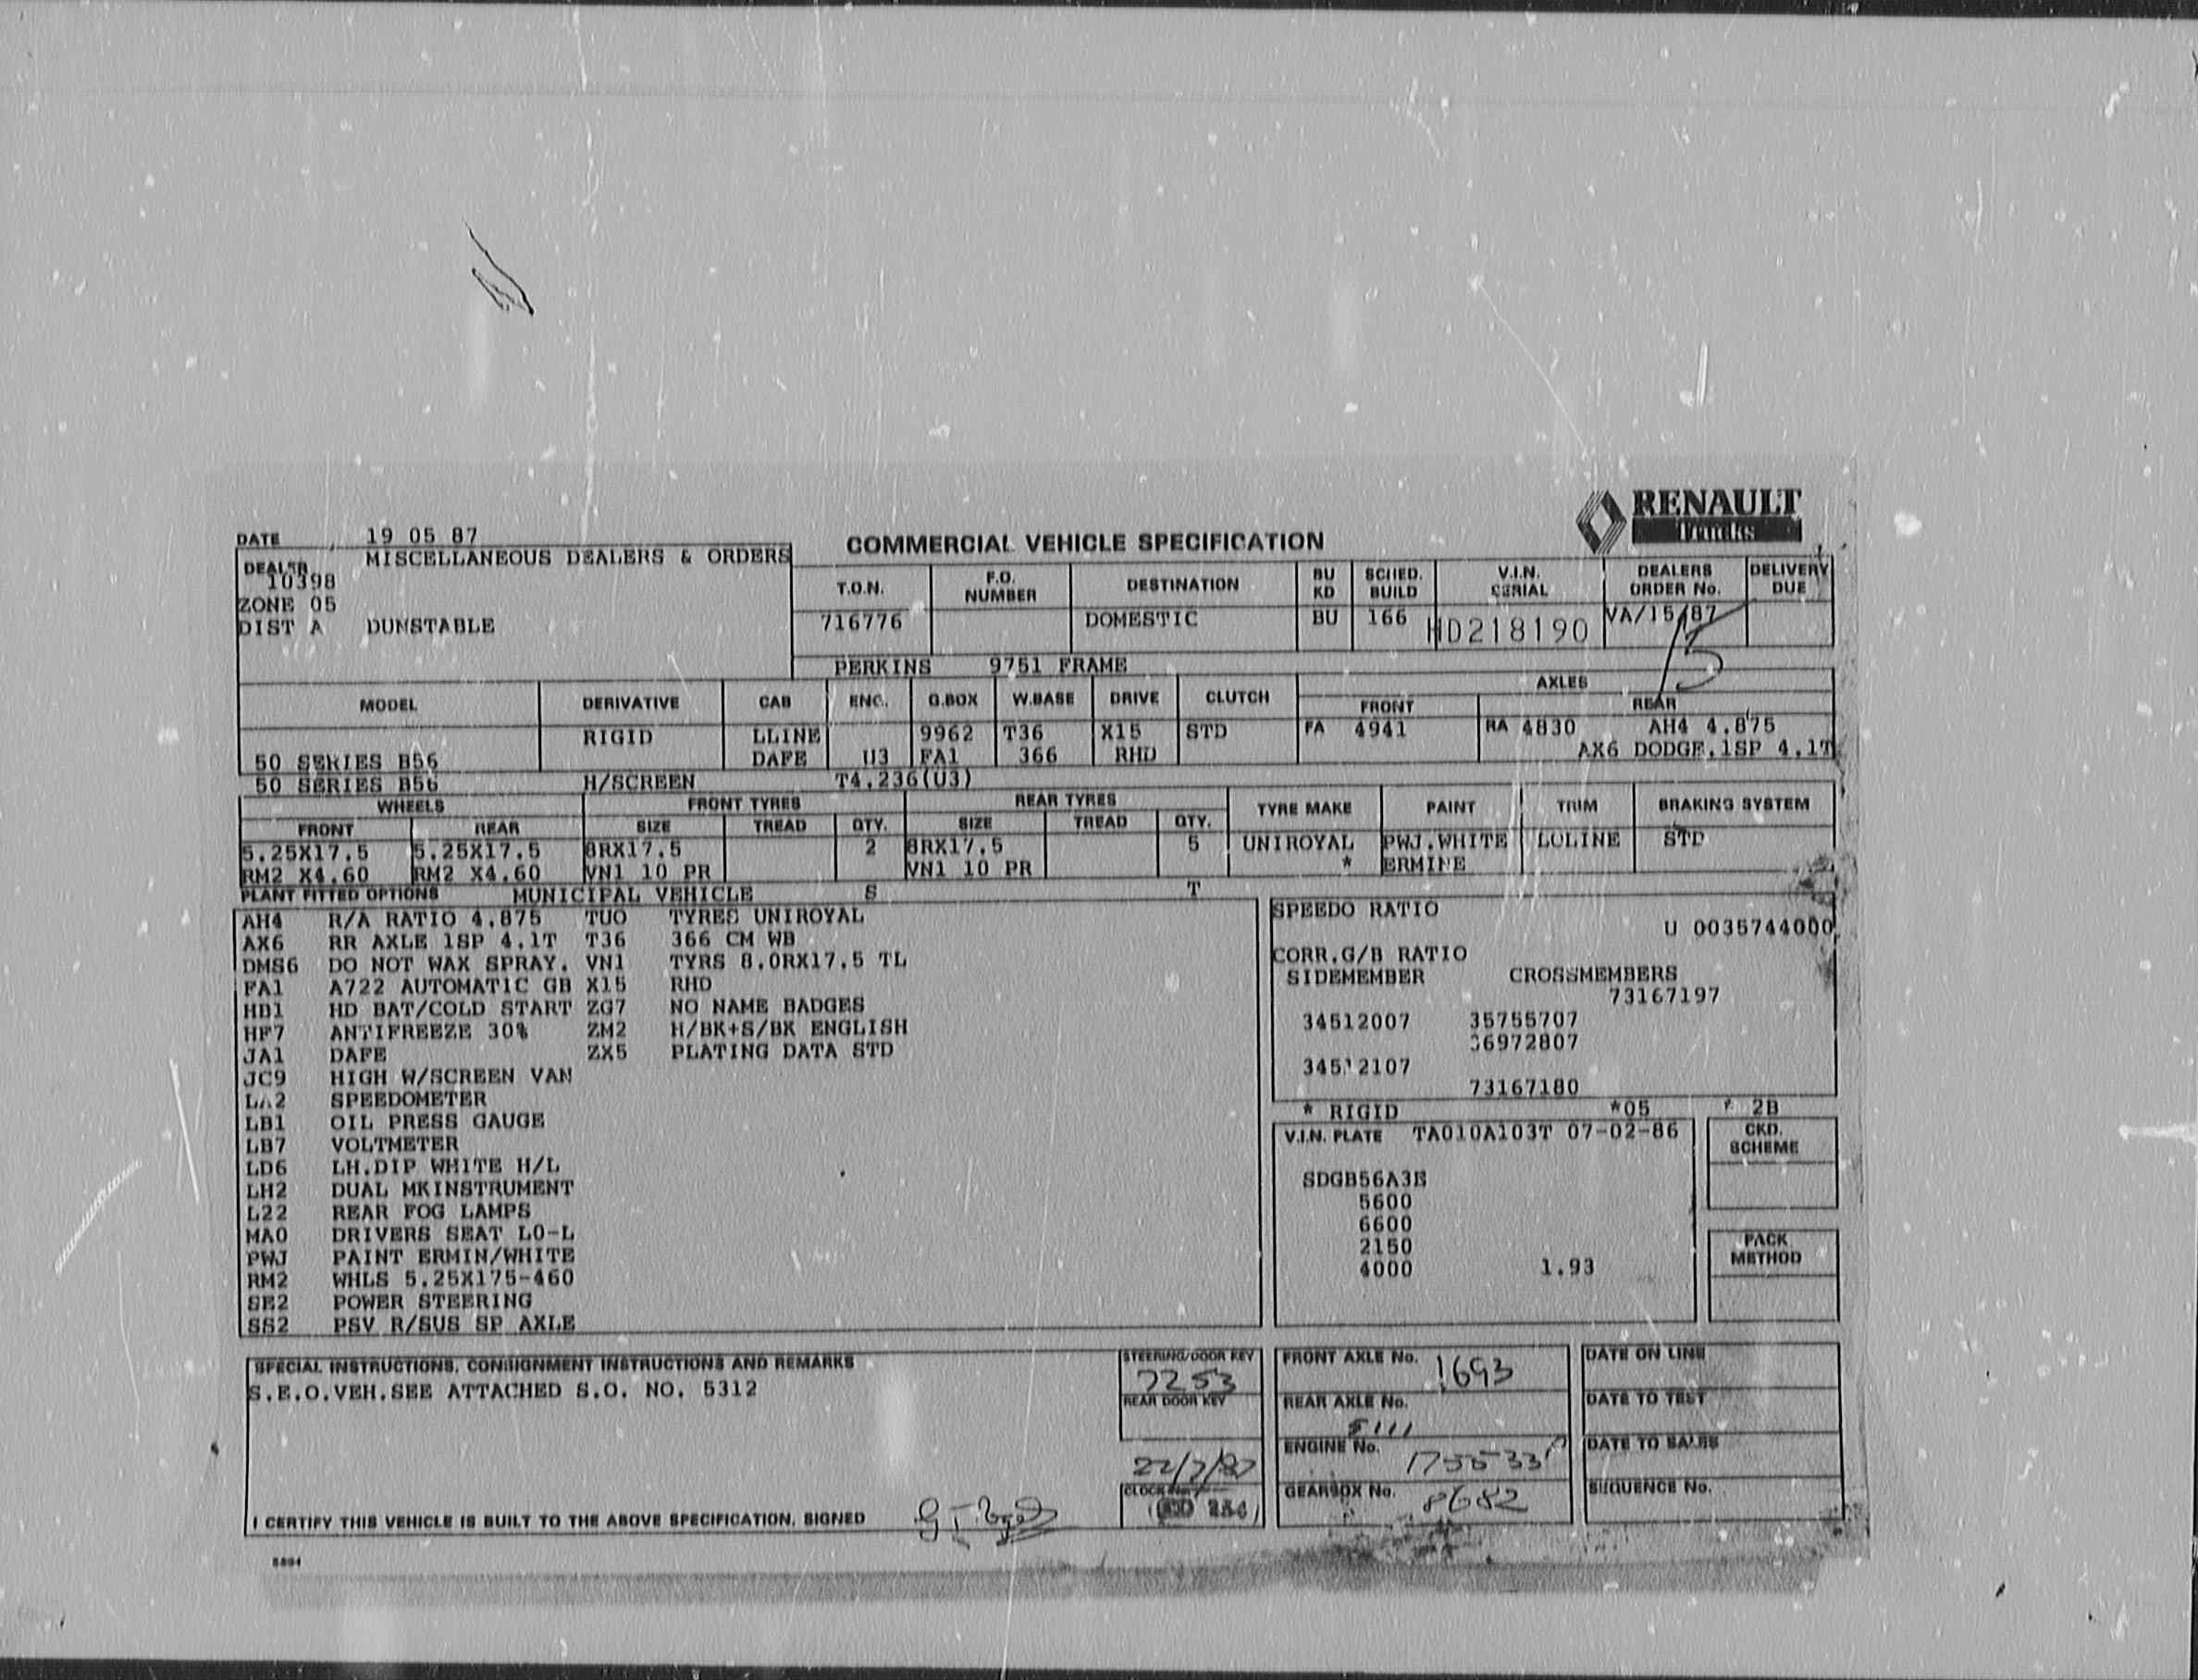 RENAULT
Trucks
DATE 19 05 87
COMMERCIAL VEHICLE SPECIFICATION
DEALER MISCELLANEOUS DEALERS & ORDERS
10398
ZONE 05
DIST A DUNSTABLE
T.O.N. F.O. NUMBER DESTINATION BU KD SCHED. BUILD V.I.N. SERIAL DEALERS ORDER No. DELIVERY DUE
716776 DOMESTIC BU 166 HD218190 VA/15/87
15
PERKINS 9751 FRAME
MODEL DERIVATIVE CAB ENG. G.BOX W.BASE DRIVE CLUTCH AXLES
FRONT REAR
RIGID LLINE 9962 T36 X15 STD FA 4941 RA 4830 AH4 4.875
50 SERIES B56 DAFE U3 FA1 366 RHD AX6 DODGE.1SP 4.1T
50 SERIES B56 H/SCREEN T4.236(U3)
WHEELS FRONT TYRES REAR TYRES TYRE MAKE PAINT TRIM BRAKING SYSTEM
FRONT REAR SIZE TREAD QTY. SIZE TREAD QTY.
5.25X17.5 5.25X17.5 8RX17.5 2 8RX17.5 5 UNIROYAL PWJ.WHITE LOLINE STD
RM2 X4.60 RM2 X4.60 VN1 10 PR VN1 10 PR * ERMINE
PLANT FITTED OPTIONS MUNICIPAL VEHICLE S T
AH4 R/A RATIO 4.875 TUO TYRES UNIROYAL
AX6 RR AXLE 1SP 4.1T T36 366 CM WB
DMS6 DO NOT WAX SPRAY. VN1 TYRS 8.0RX17.5 TL
FA1 A722 AUTOMATIC GB X15 RHD
HB1 HD BAT/COLD START ZG7 NO NAME BADGES
HF7 ANTIFREEZE 30% ZM2 H/BK+S/BK ENGLISH
JA1 DAFE ZX5 PLATING DATA STD
JC9 HIGH W/SCREEN VAN
LA2 SPEEDOMETER
LB1 OIL PRESS GAUGE
LB7 VOLTMETER
LD6 LH.DIP WHITE H/L
LH2 DUAL MKINSTRUMENT
L22 REAR FOG LAMPS
MA0 DRIVERS SEAT LO-L
PWJ PAINT ERMIN/WHITE
RM2 WHLS 5.25X175-460
SE2 POWER STEERING
SS2 PSV R/SUS SP AXLE
SPEEDO RATIO
U 0035744000
CORR.G/B RATIO
SIDEMEMBER CROSSMEMBERS
73167197
34512007 35755707
36972807
34512107
73167180
* RIGID *05 * 2B
V.I.N. PLATE TA010A103T 07-02-86
SDGB56A3E
5600
6600
2150
4000 1.93
CKD. SCHEME
PACK METHOD
SPECIAL INSTRUCTIONS, CONSIGNMENT INSTRUCTIONS AND REMARKS
S.E.O.VEH.SEE ATTACHED S.O. NO. 5312
I CERTIFY THIS VEHICLE IS BUILT TO THE ABOVE SPECIFICATION, SIGNED
STEERING/DOOR KEY
7253
REAR DOOR KEY
22/7/87
CLOCK No.
FRONT AXLE No. 1693
REAR AXLE No.
5111
ENGINE No. 1755533
GEARBOX No. 8682
DATE ON LINE
DATE TO TEST
DATE TO SALES
SEQUENCE No.